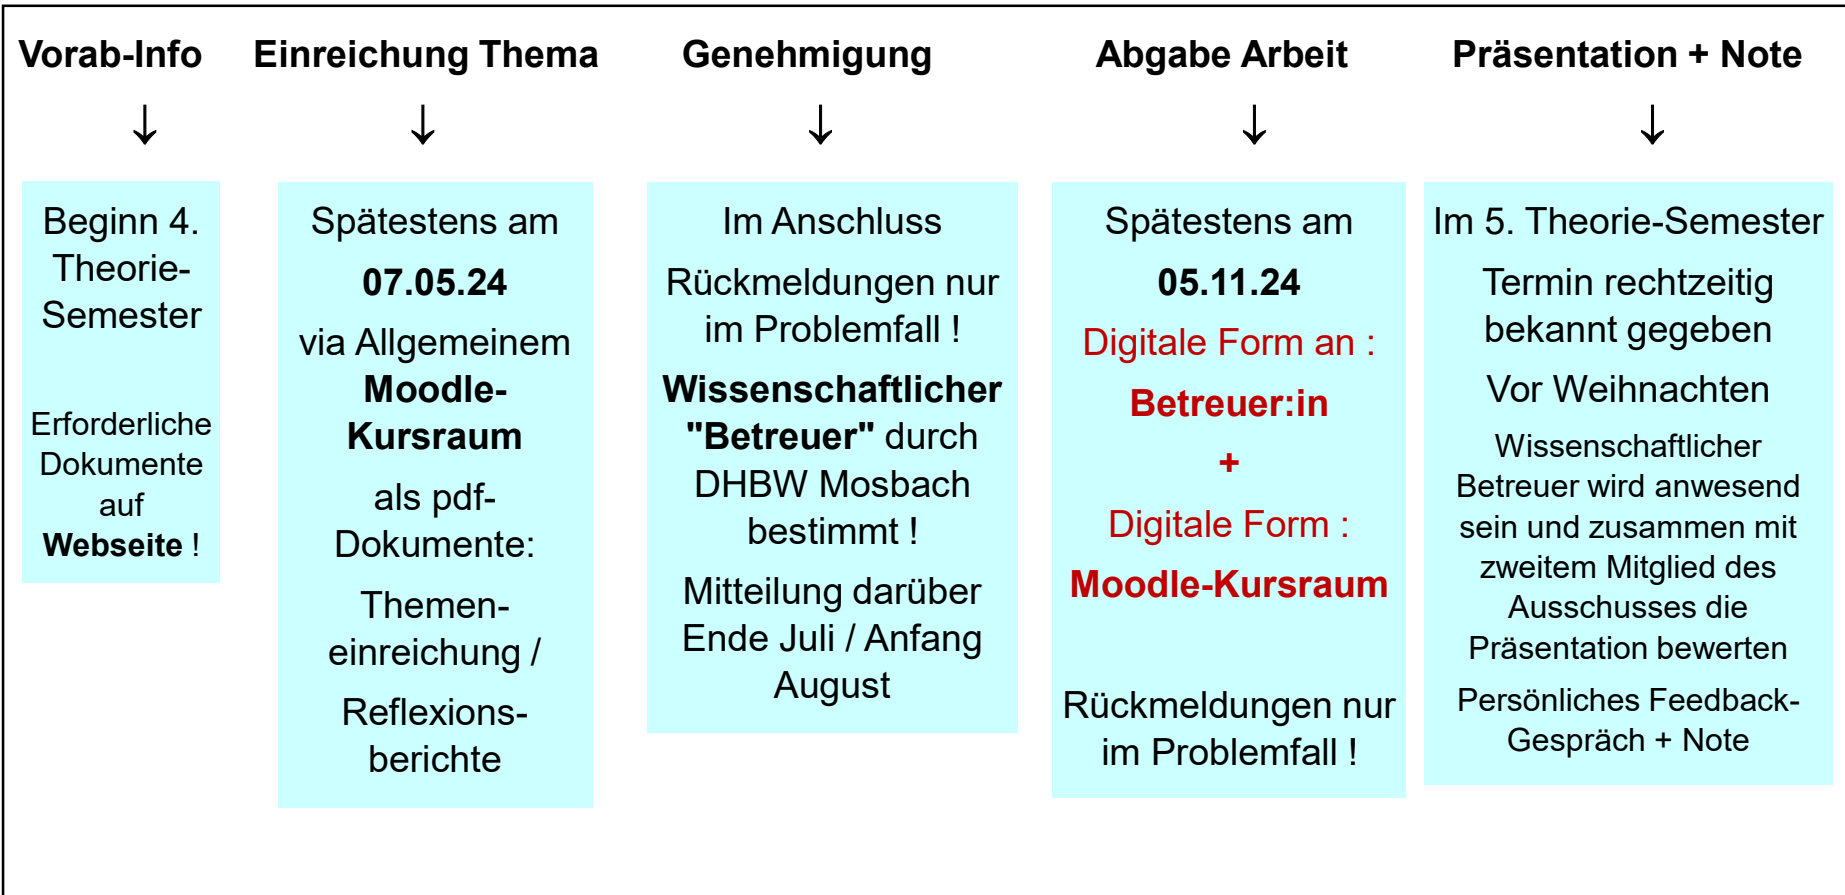 Vorab-Info
Einreichung Thema
Genehmigung
Abgabe Arbeit
Präsentation + Note
↓
↓
↓
↓
↓
Beginn 4.
Theorie-
Semester
Erforderliche
Dokumente
auf
Webseite !
Spätestens am
07.05.24
via Allgemeinem
Moodle-
Kursraum
als pdf-
Dokumente:
Themen-
einreichung /
Reflexions-
berichte
Im Anschluss
Rückmeldungen nur
im Problemfall !
Wissenschaftlicher
"Betreuer" durch
DHBW Mosbach
bestimmt !
Mitteilung darüber
Ende Juli / Anfang
August
Spätestens am
05.11.24
Digitale Form an :
Betreuer:in
+
Digitale Form :
Moodle-Kursraum
Rückmeldungen nur
im Problemfall !
Im 5. Theorie-Semester
Termin rechtzeitig
bekannt gegeben
Vor Weihnachten
Wissenschaftlicher
Betreuer wird anwesend
sein und zusammen mit
zweitem Mitglied des
Ausschusses die
Präsentation bewerten
Persönliches Feedback-
Gespräch + Note